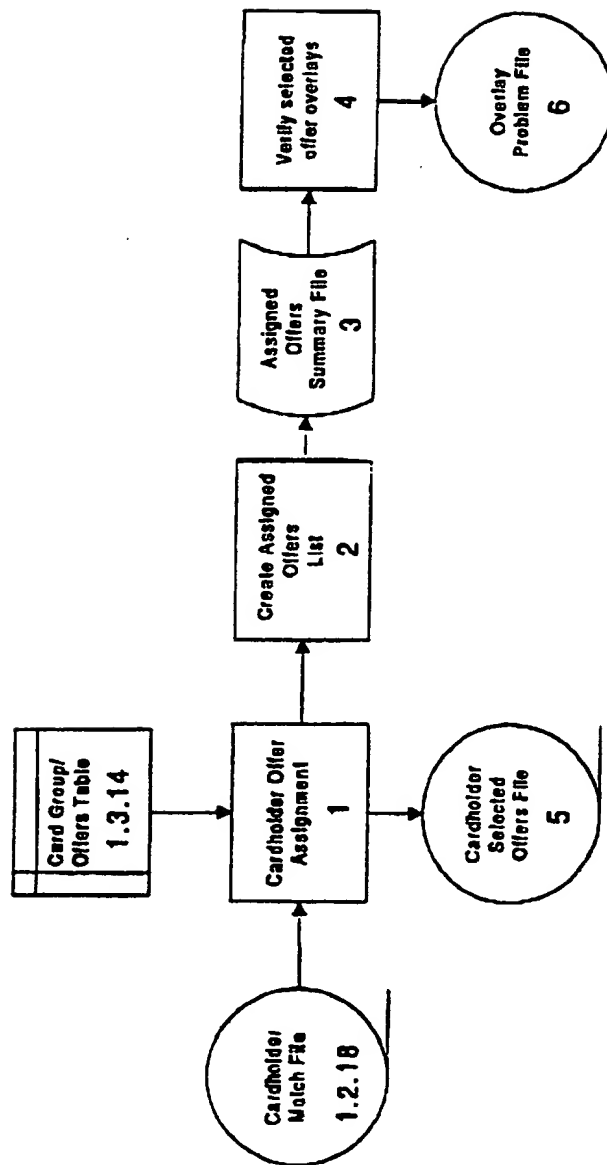 Card Group/
Offers Table
1.3.14
Cardholder
Match File
1.2.18
Cardholder Offer
Assignment
1
Create Assigned
Offers
List
2
Assigned
Offers
Summary File
3
Verify selected
offer overlays
4
Cardholder
Selected
Offers File
5
Overlay
Problem File
6